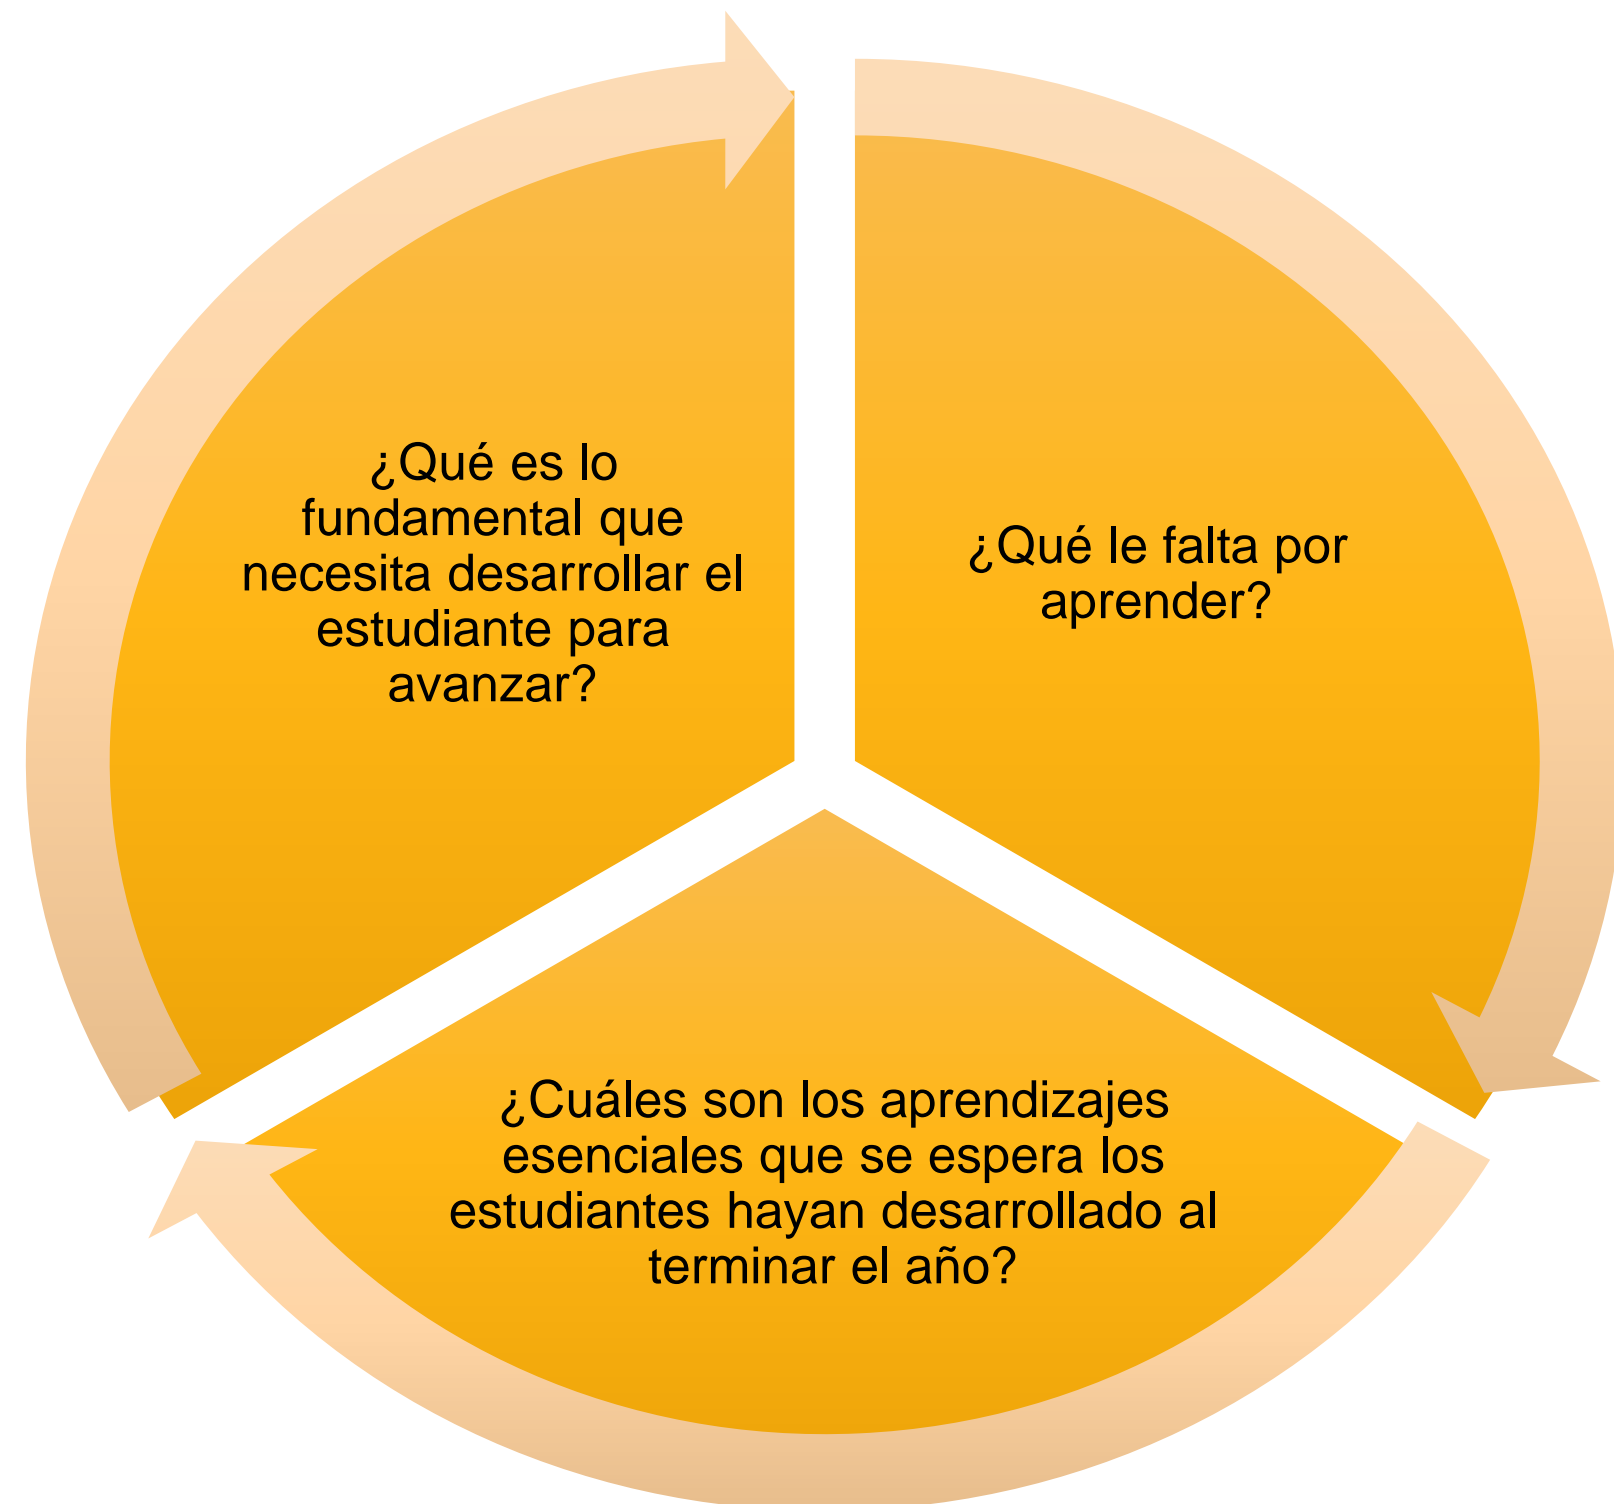 ¿Qué es lo
fundamental que
necesita desarrollar el
estudiante para
avanzar?
¿Qué le falta por
aprender?
¿Cuáles son los aprendizajes
esenciales que se espera los
estudiantes hayan desarrollado al
terminar el año?